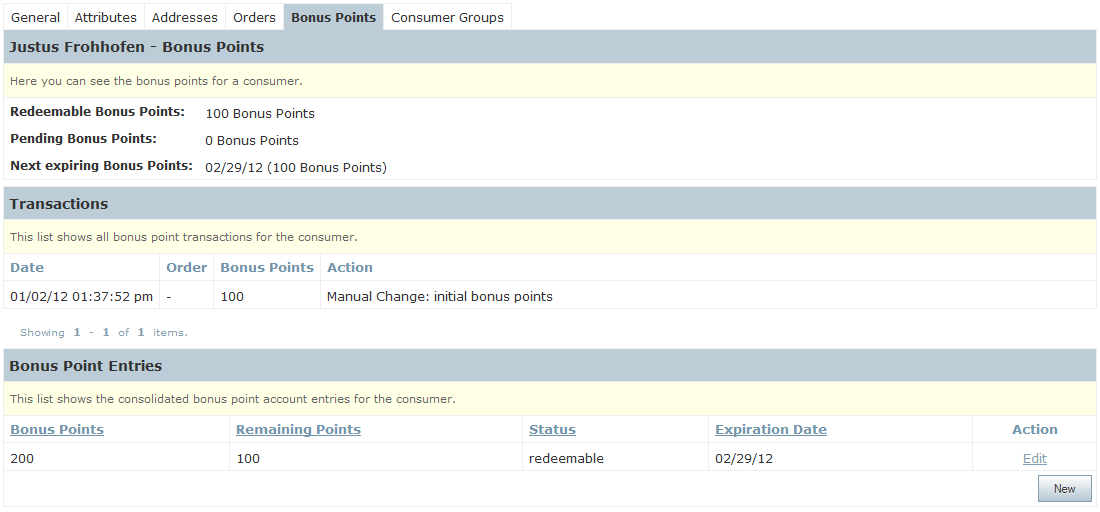 General Attributes Addresses Orders Bonus Points Consumer Groups
Justus Frohhofen - Bonus Points
Here you can see the bonus points for a consumer.
Redeemable Bonus Points: 100 Bonus Points
Pending Bonus Points: 0 Bonus Points
Next expiring Bonus Points: 02/29/12 (100 Bonus Points)
Transactions
This list shows all bonus point transactions for the consumer.
Date Order Bonus Points Action
01/02/12 01:37:52 pm - 100 Manual Change: initial bonus points
Showing 1 - 1 of 1 items.
Bonus Point Entries
This list shows the consolidated bonus point account entries for the consumer.
Bonus Points Remaining Points Status Expiration Date Action
200 100 redeemable 02/29/12 Edit
New